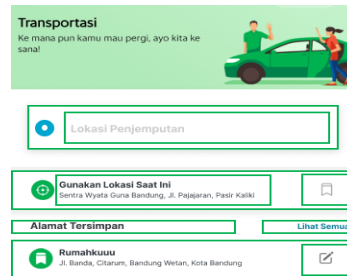 Transportasi
Ke mana pun kamu mau pergi, ayo kita ke
sana!
Lokasi Penjemputan
Gunakan Lokasi Saat Ini
Sentra Wyata Guna Bandung, Jl. Pajajaran, Pasir Kaliki
Alamat Tersimpan
Lihat Semua
Rumahkuuu
Jl. Banda, Citarum, Bandung Wetan, Kota Bandung